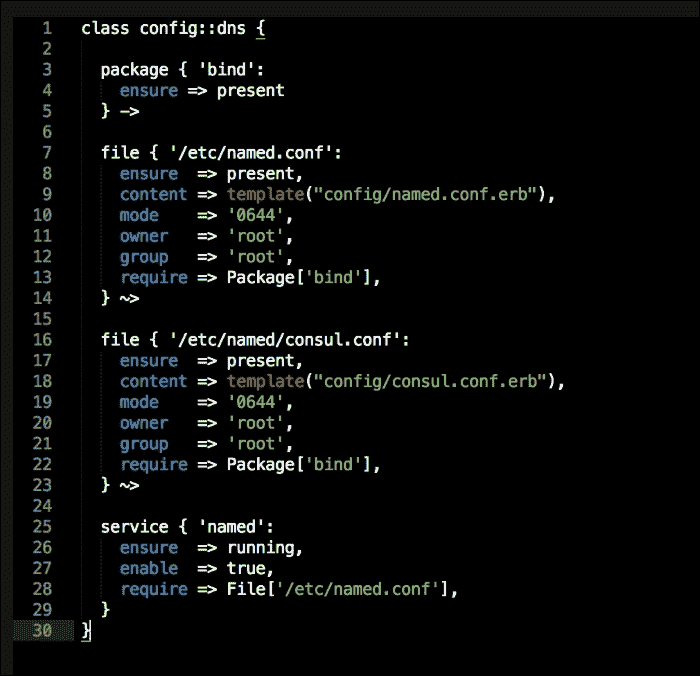 1 class config::dns {
2
3   package { 'bind':
4     ensure => present
5   } ->
6
7   file { '/etc/named.conf':
8     ensure  => present,
9     content => template("config/named.conf.erb"),
10     mode    => '0644',
11     owner   => 'root',
12     group   => 'root',
13     require => Package['bind'],
14   } ~>
15
16   file { '/etc/named/consul.conf':
17     ensure  => present,
18     content => template("config/consul.conf.erb"),
19     mode    => '0644',
20     owner   => 'root',
21     group   => 'root',
22     require => Package['bind'],
23   } ~>
24
25   service { 'named':
26     ensure  => running,
27     enable  => true,
28     require => File['/etc/named.conf'],
29   }
30 }